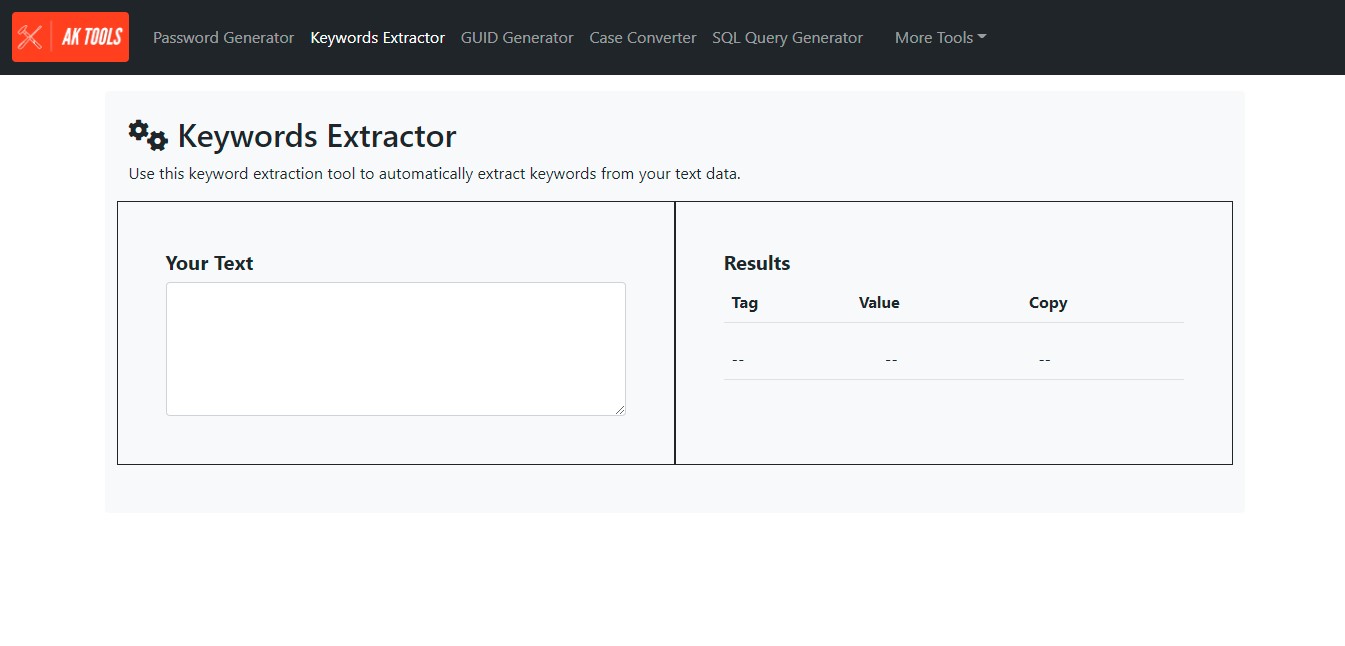 AK TOOLS Password Generator Keywords Extractor GUID Generator Case Converter SQL Query Generator More Tools
Keywords Extractor
Use this keyword extraction tool to automatically extract keywords from your text data.
Your Text
Results
Tag Value Copy
-- -- --